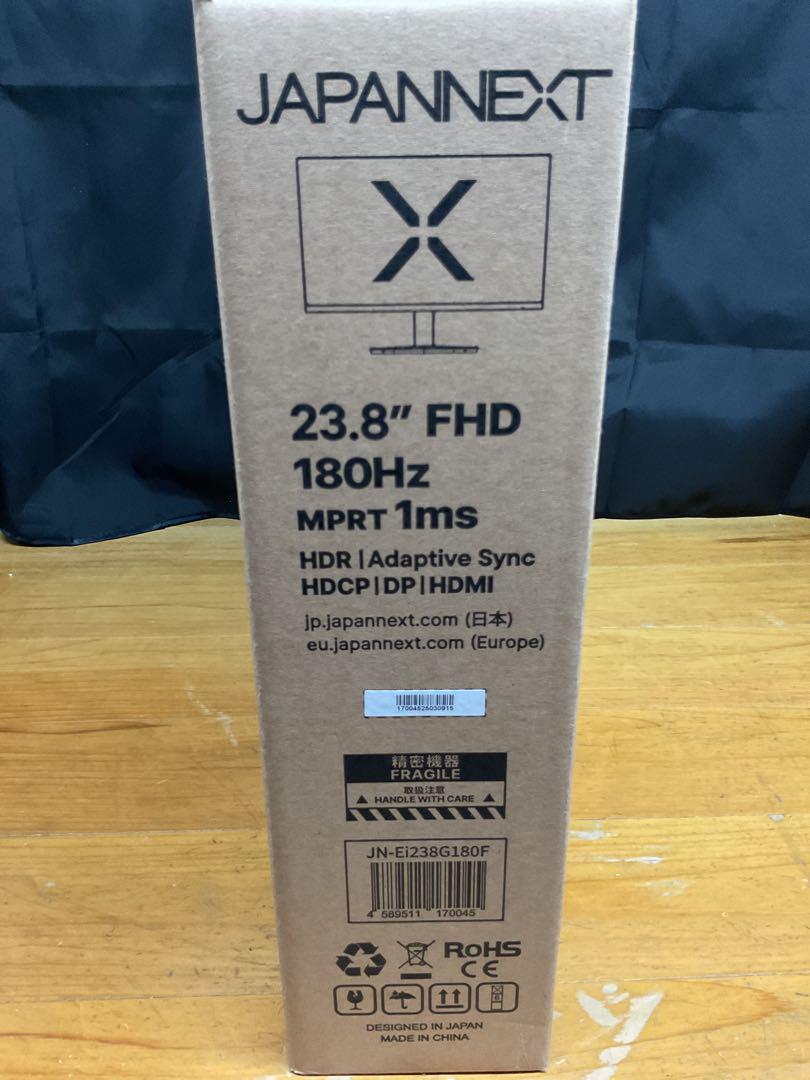 JAPANNEXT
23.8” FHD
180Hz
MPRT 1ms
HDR | Adaptive Sync
HDCP | DP | HDMI
jp.japannext.com (日本)
eu.japannext.com (Europe)
17004525030915
精密機器
FRAGILE
取扱注意
HANDLE WITH CARE
JN-Ei238G180F
4 589511 170045
RoHS
CE
DESIGNED IN JAPAN
MADE IN CHINA